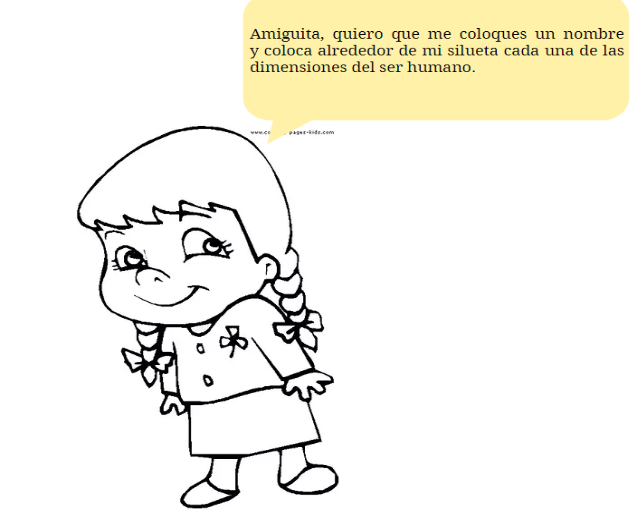 Amiguita, quiero que me coloques un nombre
y coloca alrededor de mi silueta cada una de las
dimensiones del ser humano.